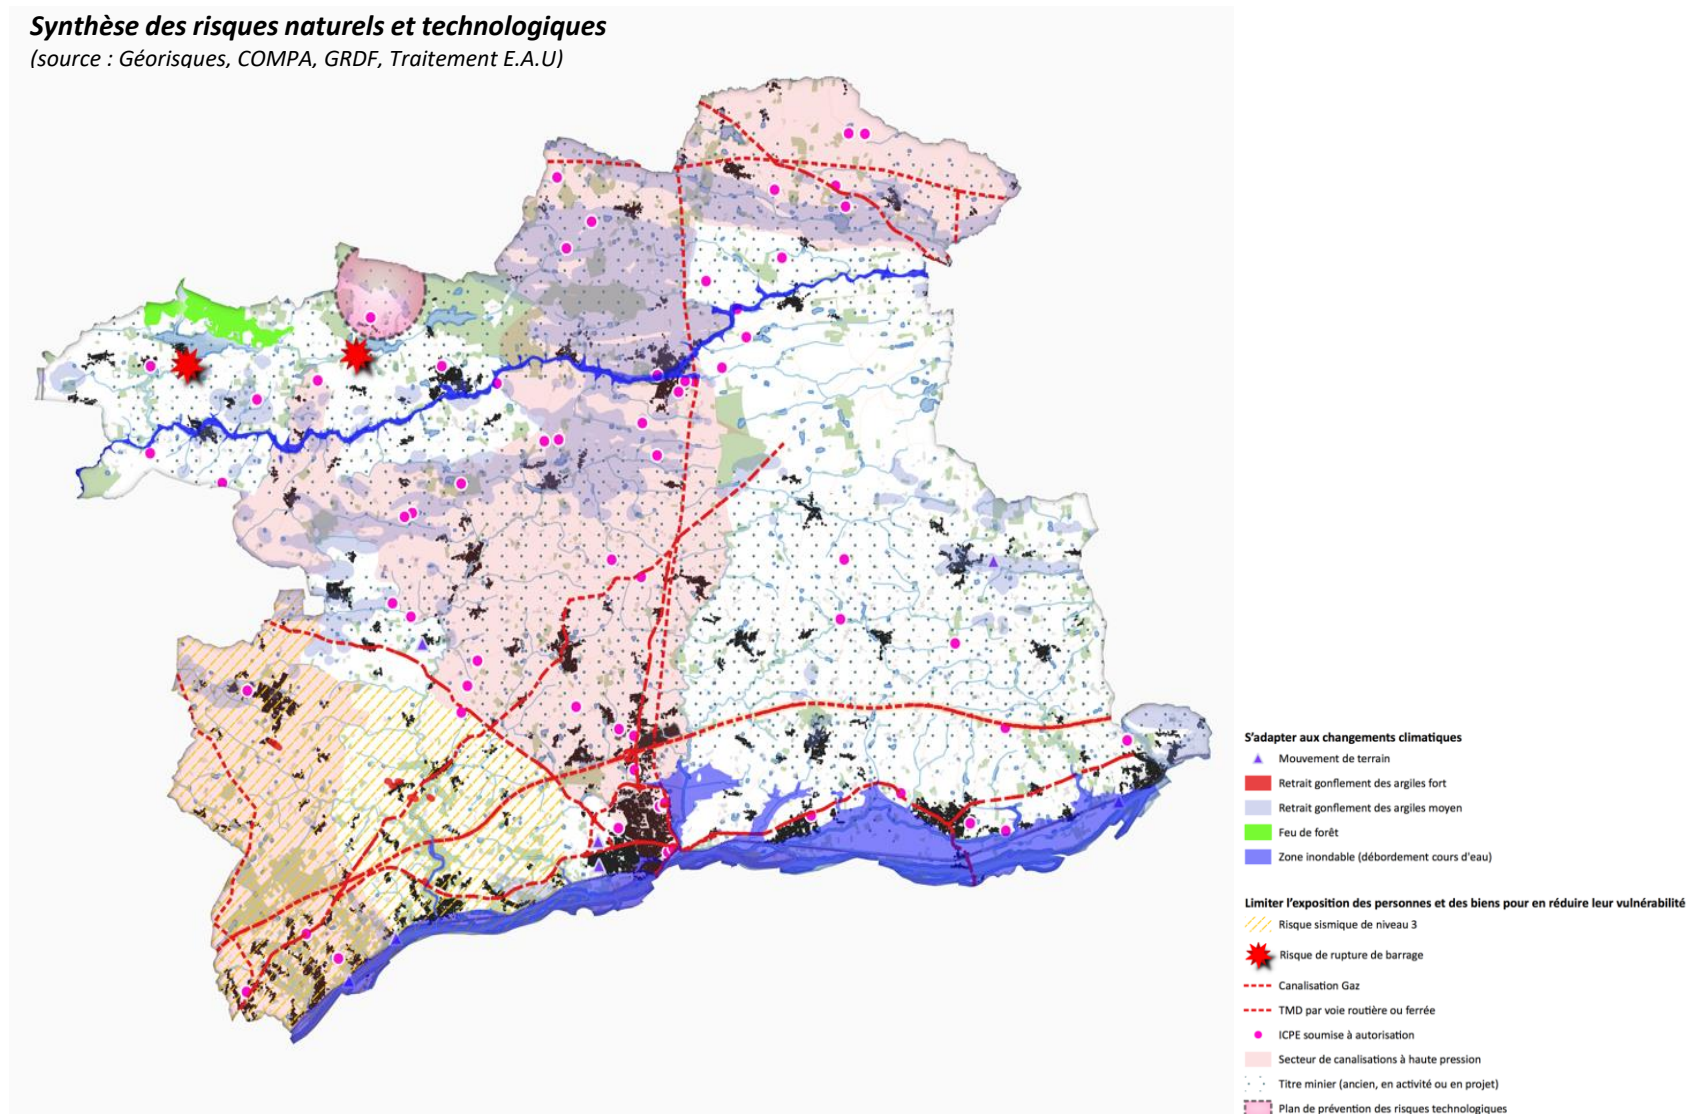 Synthèse des risques naturels et technologiques
(source : Géorisques, COMPA, GRDF, Traitement E.A.U)
S'adapter aux changements climatiques
Mouvement de terrain
Retrait gonflement des argiles fort
Retrait gonflement des argiles moyen
Feu de forêt
Zone inondable (débordement cours d'eau)
Limiter l'exposition des personnes et des biens pour en réduire leur vulnérabilité
Risque sismique de niveau 3
Risque de rupture de barrage
Canalisation Gaz
TMD par voie routière ou ferrée
ICPE soumise à autorisation
Secteur de canalisations à haute pression
Titre minier (ancien, en activité ou en projet)
Plan de prévention des risques technologiques